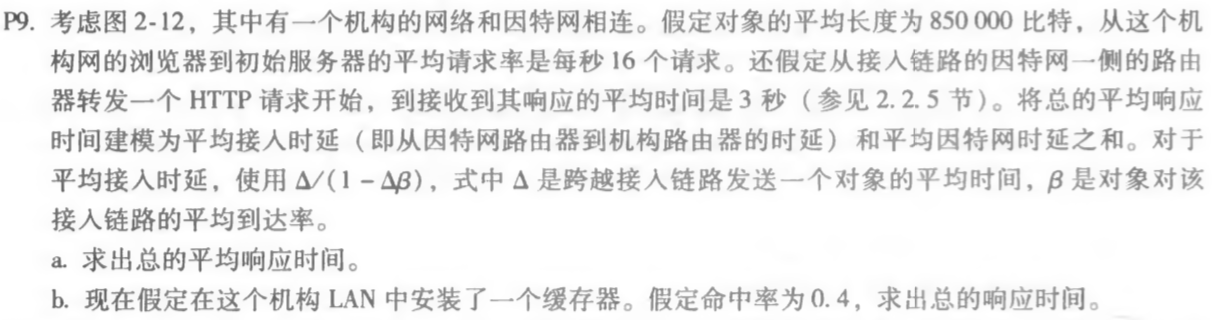 P9. 考虑图 2-12，其中有一个机构的网络和因特网相连。假定对象的平均长度为 850 000 比特，从这个机
构网的浏览器到初始服务器的平均请求率是每秒 16 个请求。还假定从接入链路的因特网一侧的路由
器转发一个 HTTP 请求开始，到接收到其响应的平均时间是 3 秒（参见 2.2.5 节）。将总的平均响应
时间建模为平均接入时延（即从因特网路由器到机构路由器的时延）和平均因特网时延之和。对于
平均接入时延，使用 Δ/(1 − Δβ)，式中 Δ 是跨越接入链路发送一个对象的平均时间，β 是对象对该
接入链路的平均到达率。
a. 求出总的平均响应时间。
b. 现在假定在这个机构 LAN 中安装了一个缓存器。假定命中率为 0.4，求出总的响应时间。